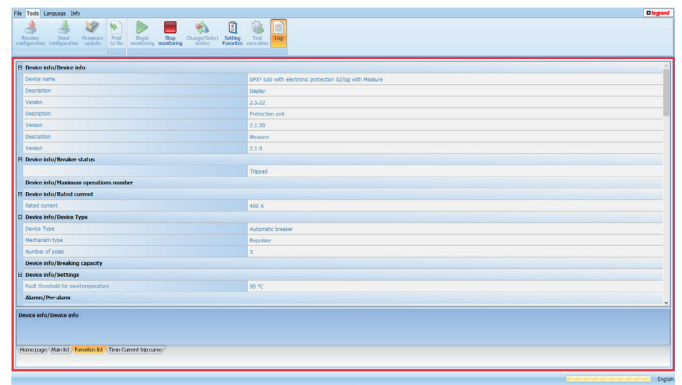 File Tools Language Info
legrand
Receive configuration
Send configuration
Firmware update
Print to file
Begin monitoring
Stop monitoring
Change/Select device
Setting Favorites
Test execution
Log
Device info/Device info
Device name DPX³ 630 with electronic protection S2/Sg with Measure
Description Display
Version 2.5.22
Description Protection unit
Version 2.1.30
Description Measure
Version 2.1.9
Device info/Breaker status
Tripped
Device info/Maximum operations number
Device info/Rated current
Rated current 400 A
Device info/Device Type
Device Type Automatic breaker
Mechanism type Repulsive
Number of poles 3
Device info/Breaking capacity
Device info/Settings
Fault threshold for overtemperature 95 °C
Alarms/Pre-alarm
Device info/Device info
Home page Main list Favorites list Time-Current trip curve
English